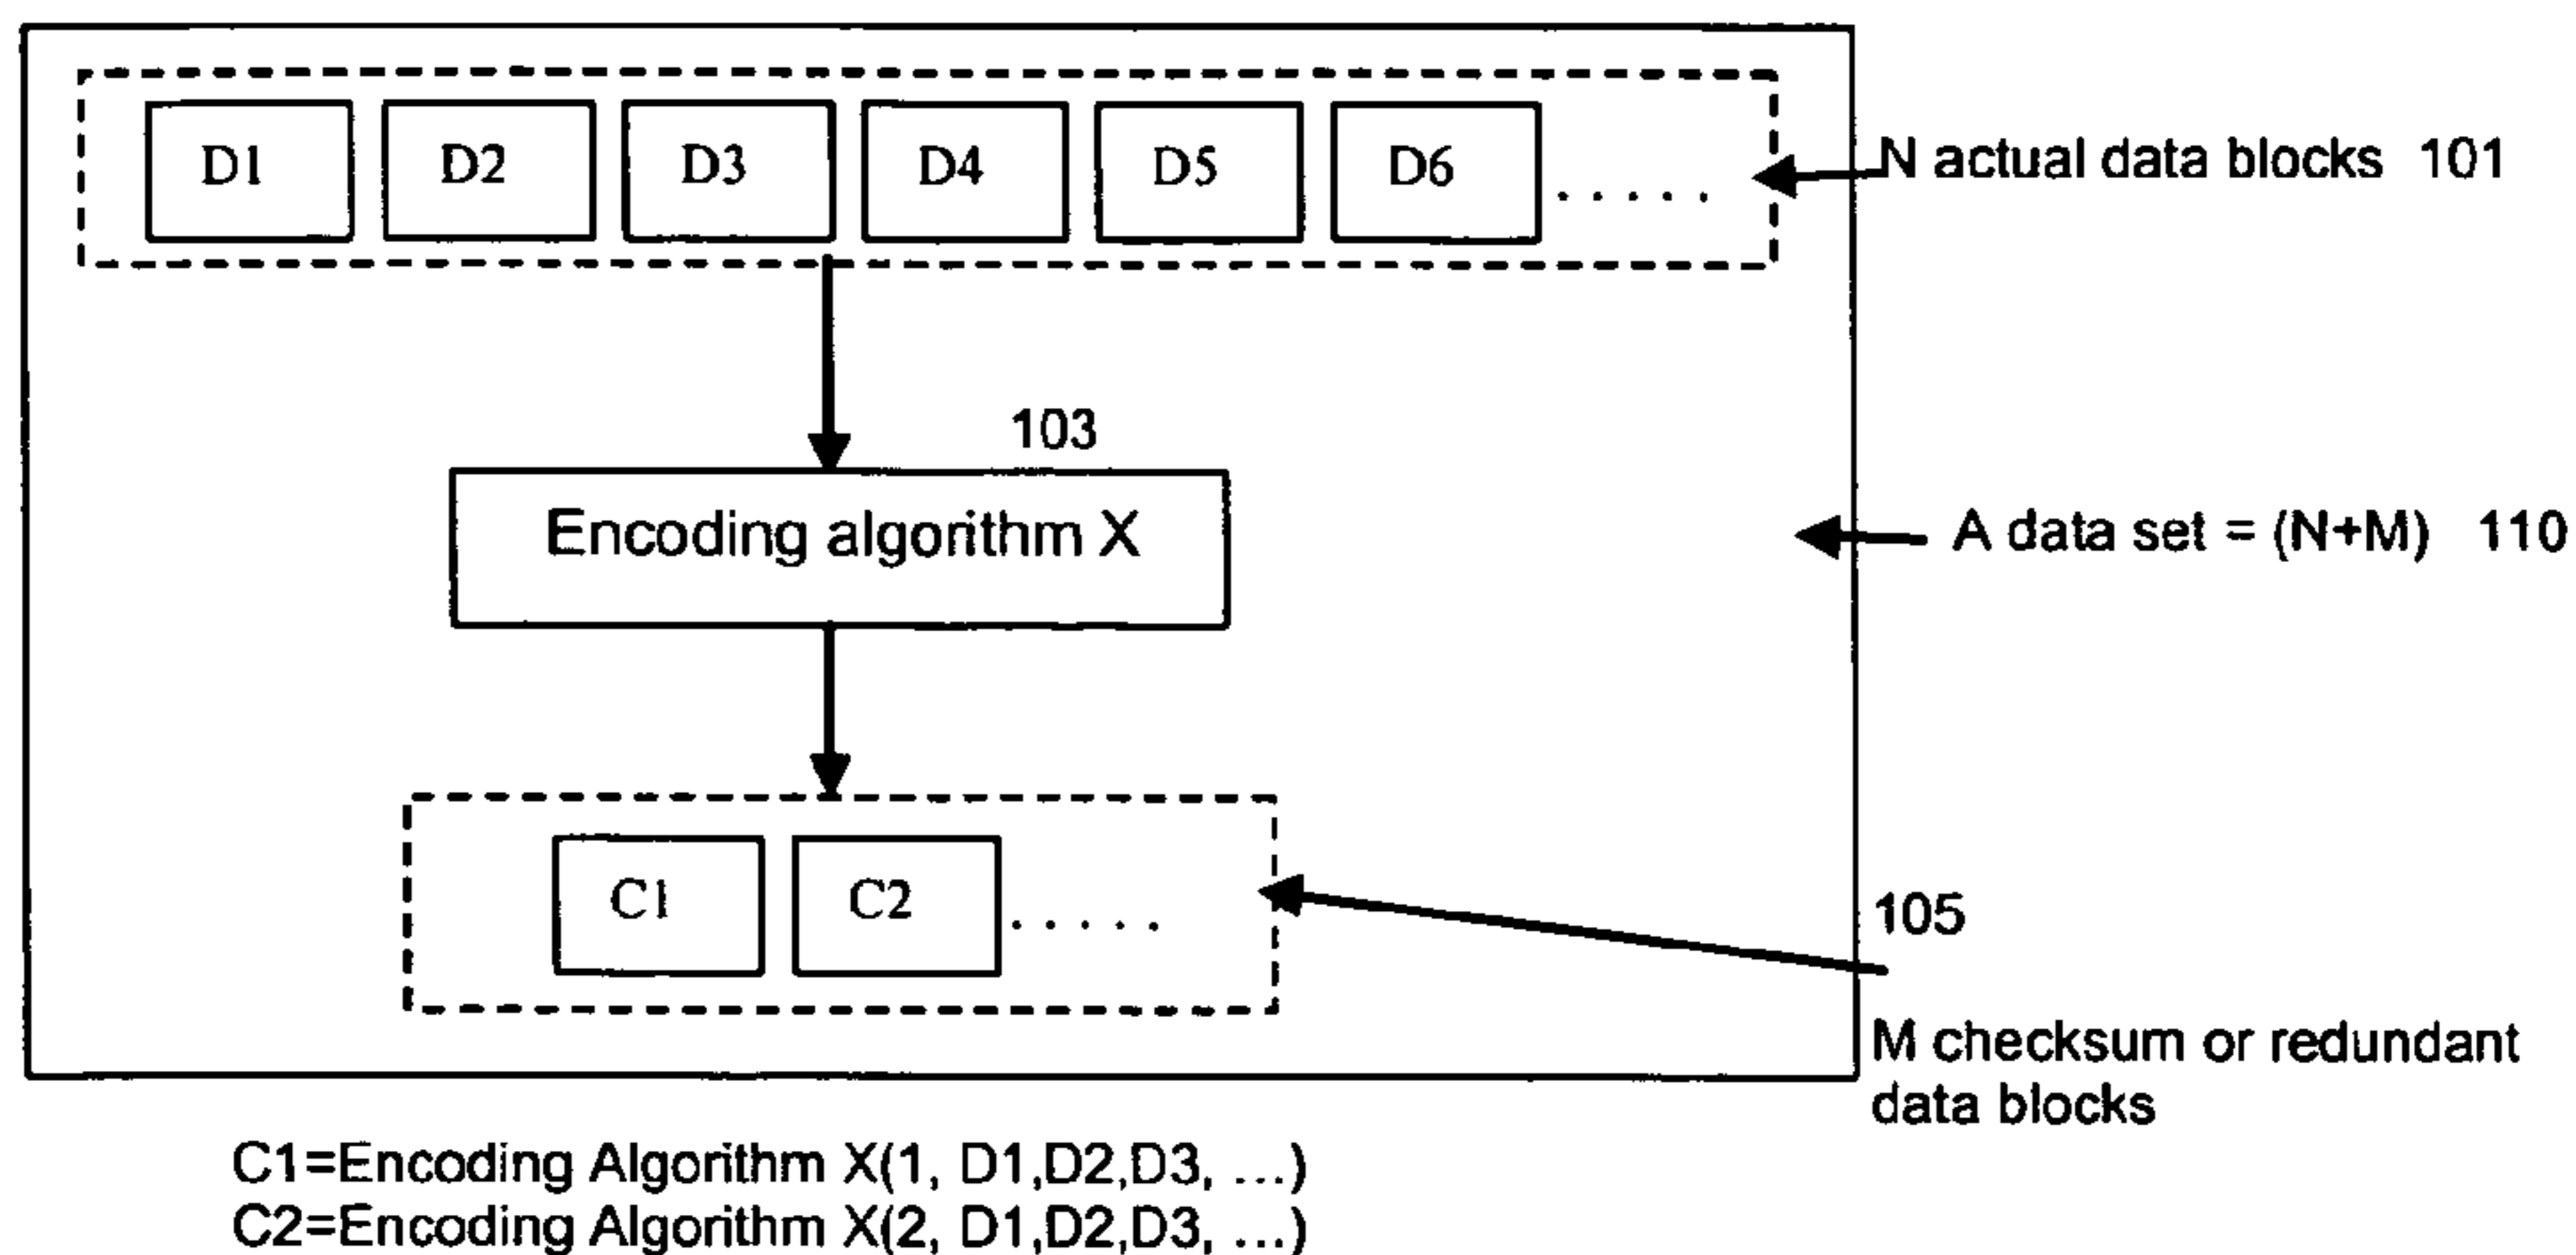 D1 D2 D3 D4 D5 D6 . . . . .
N actual data blocks 101
103
Encoding algorithm X
A data set = (N+M) 110
C1 C2 . . . . .
105
M checksum or redundant
data blocks
C1=Encoding Algorithm X(1, D1,D2,D3, ...)
C2=Encoding Algorithm X(2, D1,D2,D3, ...)